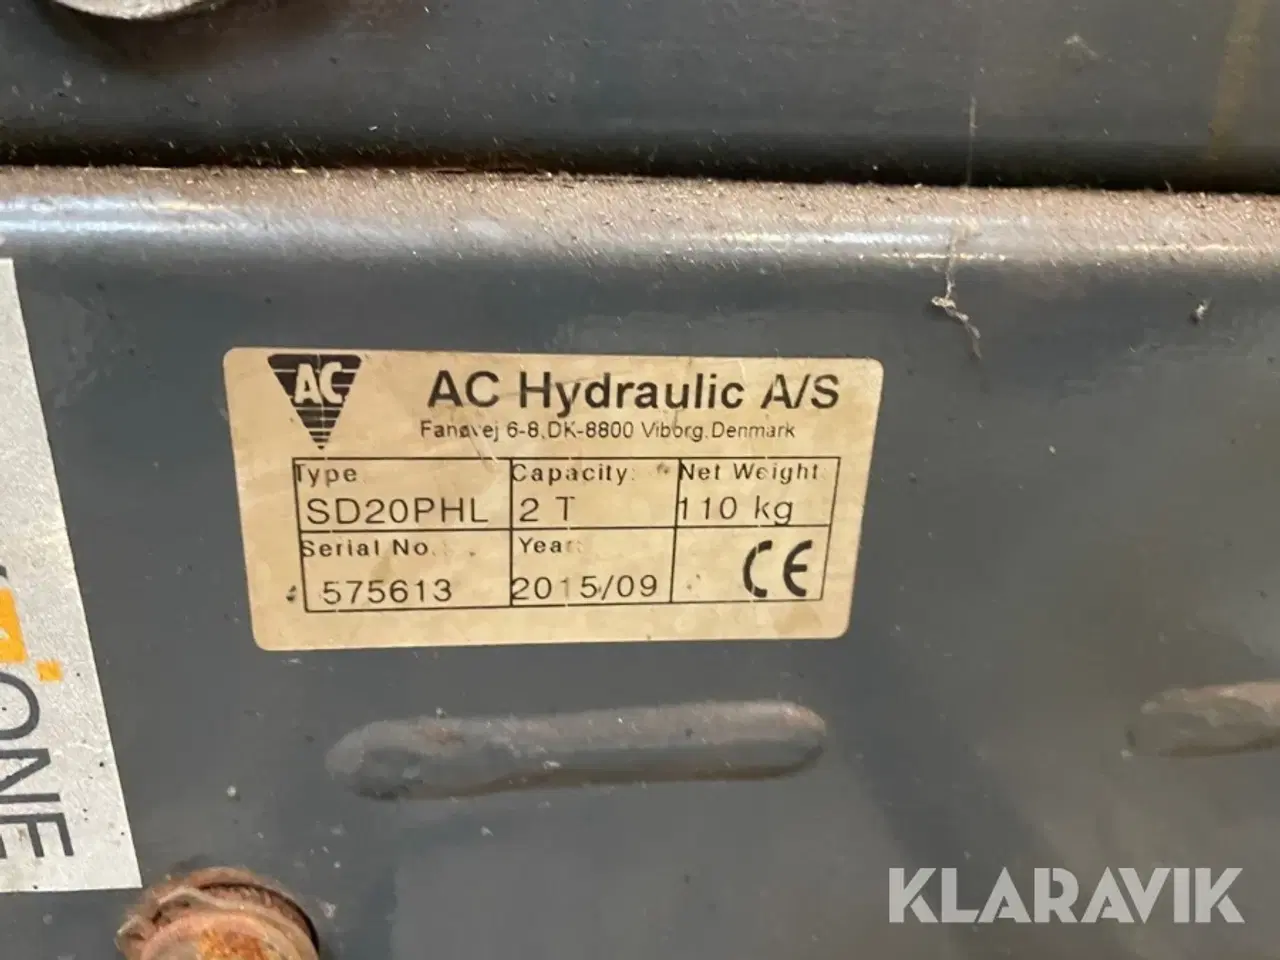 AC
AC Hydraulic A/S
Fanøvej 6-8, DK-8800 Viborg, Denmark
Type
Capacity:
Net Weight
SD20PHL
2 T
110 kg
Serial No.
Year:
575613
2015/09
CE
ONE
KLARAVIK